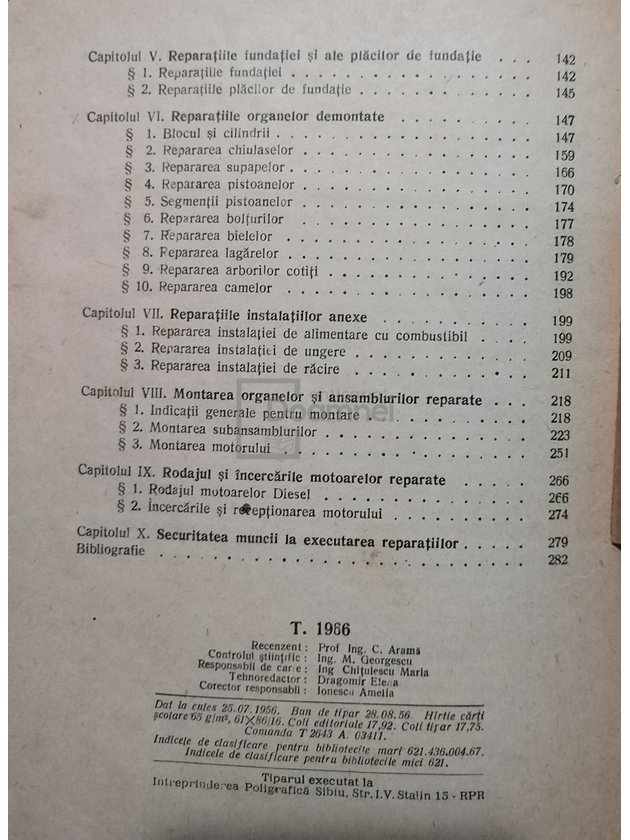 Capitolul V. Reparațiile fundației și ale plăcilor de fundație . . . 142
§ 1. Reparațiile fundației . . . . . . . . . . . . . . . 142
§ 2. Reparațiile plăcilor de fundație . . . . . . . . . . . 145
Capitolul VI. Reparațiile organelor demontate . . . . . . . . . 147
§ 1. Blocul și cilindrii . . . . . . . . . . . . . . . . 147
§ 2. Repararea chiulaselor . . . . . . . . . . . . . . . 159
§ 3. Repararea supapelor . . . . . . . . . . . . . . . . 166
§ 4. Repararea pistoanelor . . . . . . . . . . . . . . . 170
§ 5. Segmenții pistoanelor . . . . . . . . . . . . . . . 174
§ 6. Repararea bolțurilor . . . . . . . . . . . . . . . 177
§ 7. Repararea bielelor . . . . . . . . . . . . . . . . 178
§ 8. Repararea lagărelor . . . . . . . . . . . . . . . . 179
§ 9. Repararea arborilor cotiți . . . . . . . . . . . . . 192
§ 10. Repararea camelor . . . . . . . . . . . . . . . . 198
Capitolul VII. Reparațiile instalațiilor anexe . . . . . . . . . . 199
§ 1. Repararea instalației de alimentare cu combustibil . . . . 199
§ 2. Repararea instalației de ungere . . . . . . . . . . . 209
§ 3. Repararea instalației de răcire . . . . . . . . . . . 211
Capitolul VIII. Montarea organelor și ansamblurilor reparate . . . 218
§ 1. Indicații generale pentru montare . . . . . . . . . . 218
§ 2. Montarea subansamblurilor . . . . . . . . . . . . . 223
§ 3. Montarea motorului . . . . . . . . . . . . . . . . 251
Capitolul IX. Rodajul și încercările motoarelor reparate . . . . . 266
§ 1. Rodajul motoarelor Diesel . . . . . . . . . . . . . 266
§ 2. Încercările și recepționarea motorului . . . . . . . . 274
Capitolul X. Securitatea muncii la executarea reparațiilor . . . . . 279
Bibliografie . . . . . . . . . . . . . . . . . . . . 282
T. 1966
Recenzent : Prof Ing. C. Aramă
Controlul științific : Ing. M. Georgescu
Responsabil de carte : Ing Chițulescu Maria
Tehnoredactor : Dragomir Elena
Corector responsabil : Ionescu Amelia
Dat la cules 25.07.1956. Bun de tipar 28.08.56 Hîrtie cărți
școlare 65 g/m², 61×86/16. Coli editoriale 17,92. Coli tipar 17,75.
Comanda T 2643 A. 03411.
Indicele de clasificare pentru bibliotecile mari 621.436.004.67.
Indicele de clasificare pentru bibliotecile mici 621.
Tiparul executat la
Intreprinderea Poligrafică Sibiu, Str. I.V. Stalin 15 - RPR